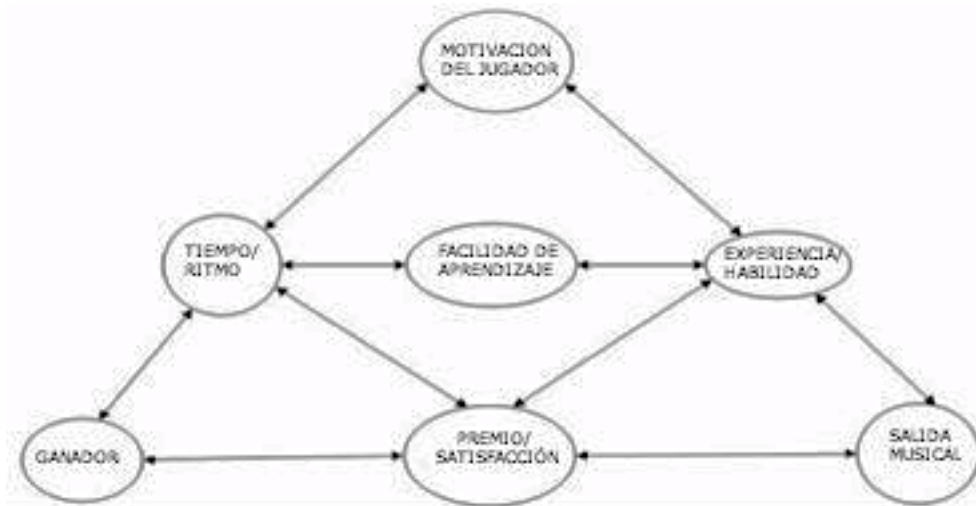 MOTIVACION
DEL JUGADOR
TIEMPO/
RITMO
FACILIDAD DE
APRENDIZAJE
EXPERIENCIA/
HABILIDAD
GANADOR
PREMIO/
SATISFACCIÓN
SALIDA
MUSICAL